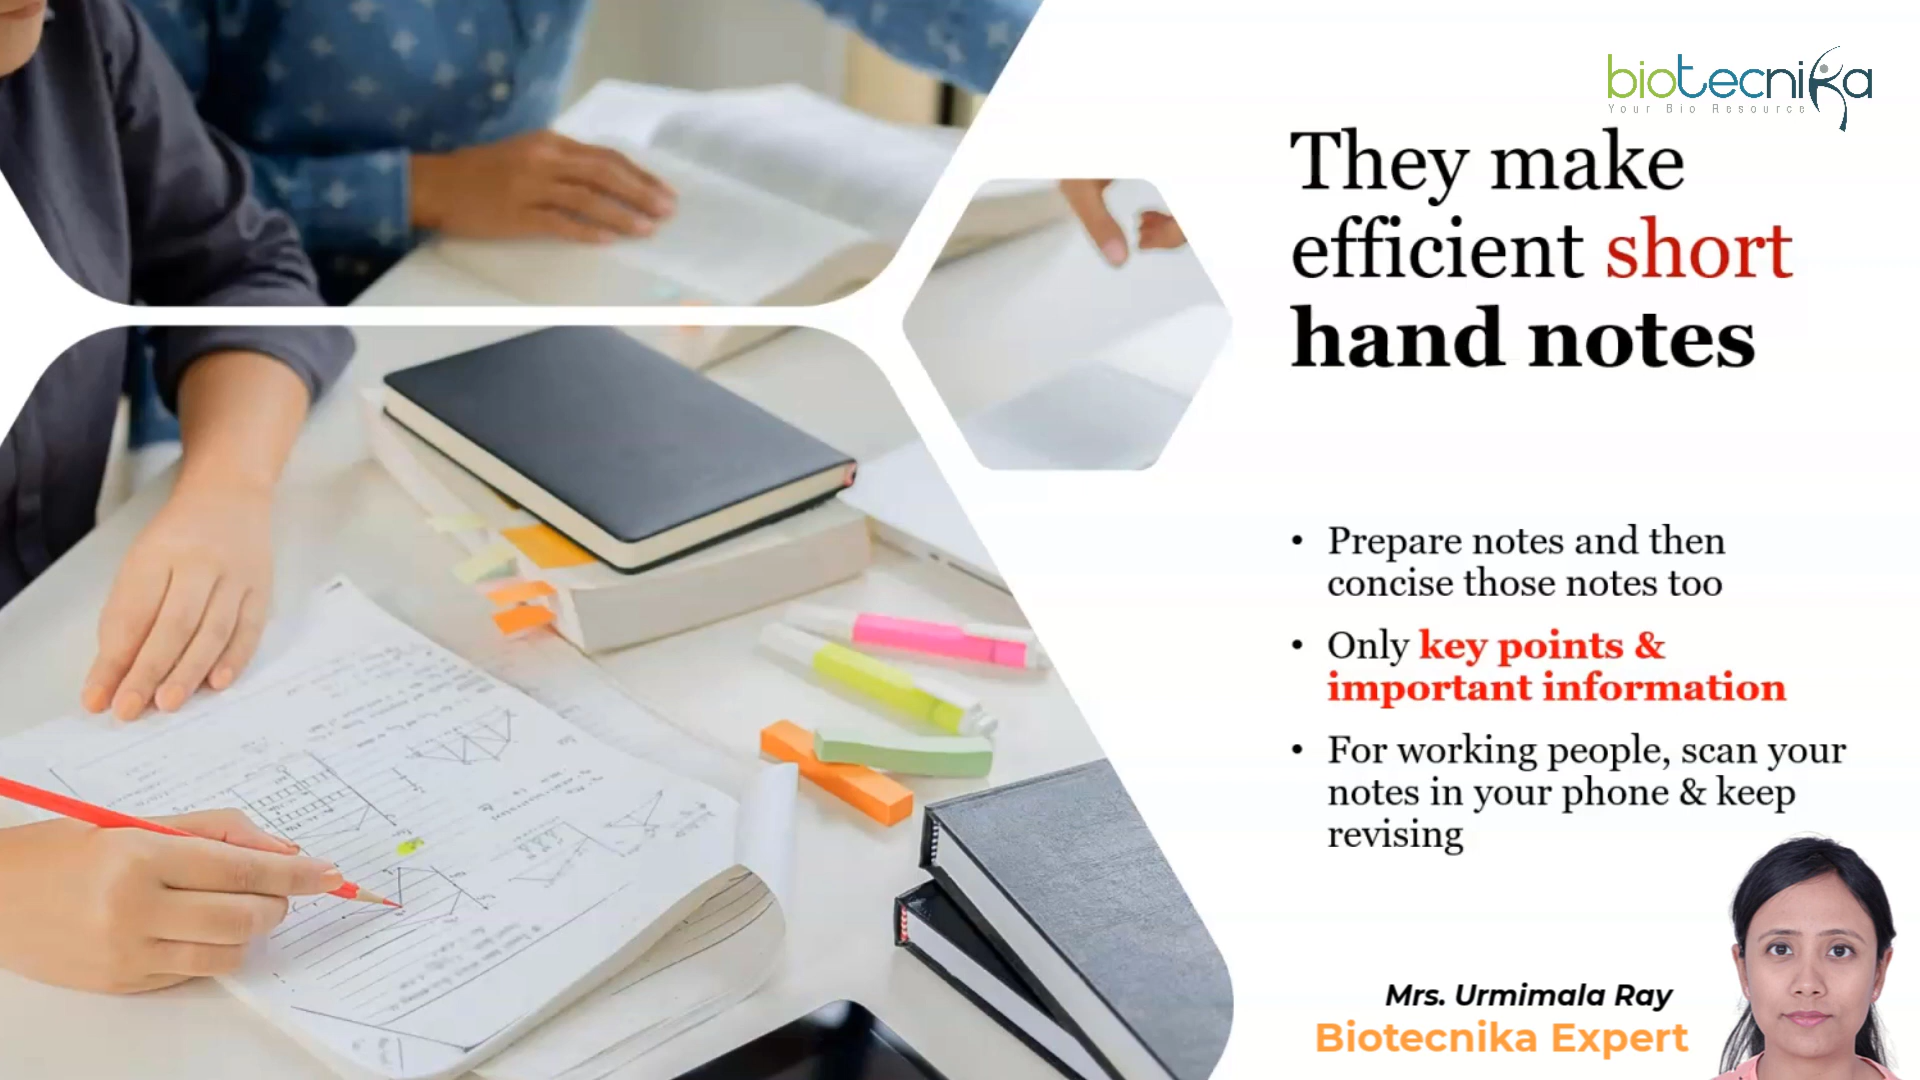 biotecnika
Your Bio Resource
They make
efficient short
hand notes
• Prepare notes and then
concise those notes too
• Only key points &
important information
• For working people, scan your
notes in your phone & keep
revising
Mrs. Urmimala Ray
Biotecnika Expert